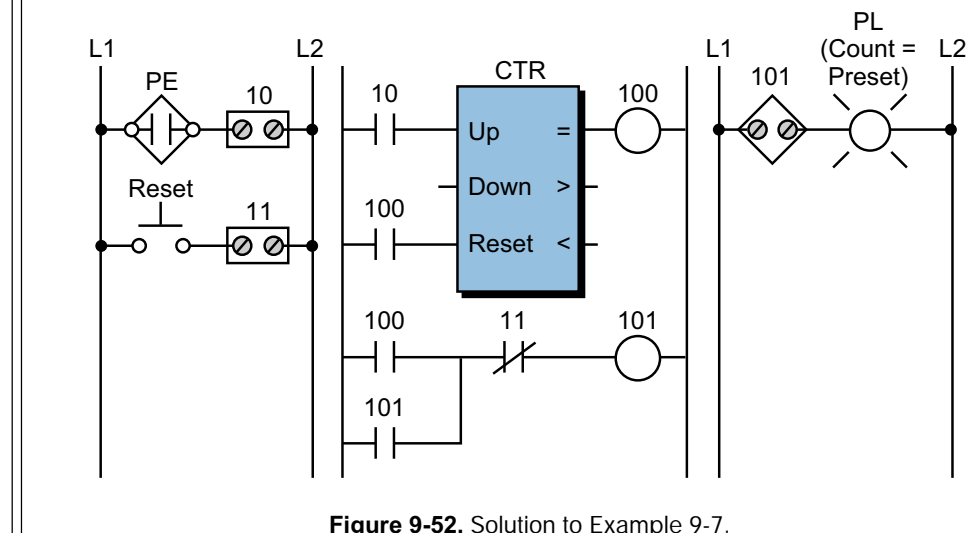 L1
L2
PE
10
Reset
11
10
CTR
100
Up =
Down >
100
Reset <
100
11
101
101
L1
PL
(Count =
Preset)
L2
101
Figure 9-52. Solution to Example 9-7.